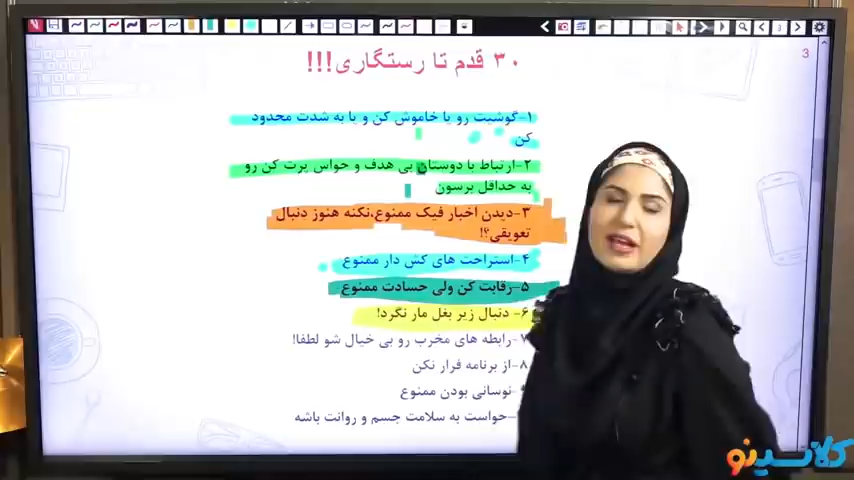 3
۳۰ قدم تا رستگاری!!!
۱-گوشیت رو یا خاموش کن و یا به شدت محدود
کن
۲-ارتباط با دوستان بی هدف و حواس پرت کن رو
به حداقل برسون
۳-دیدن اخبار فیک ممنوع،نکنه هنوز دنبال
تعویقی؟!
۴-استراحت های کش دار ممنوع
۵-رقابت کن ولی حسادت ممنوع
۶- دنبال زیر بغل مار نگرد!
۷-رابطه های مخرب رو بی خیال شو لطفا!
۸-از برنامه فرار نکن
-نوسانی بودن ممنوع
-حواست به سلامت جسم و روانت باشه
کلاسینو